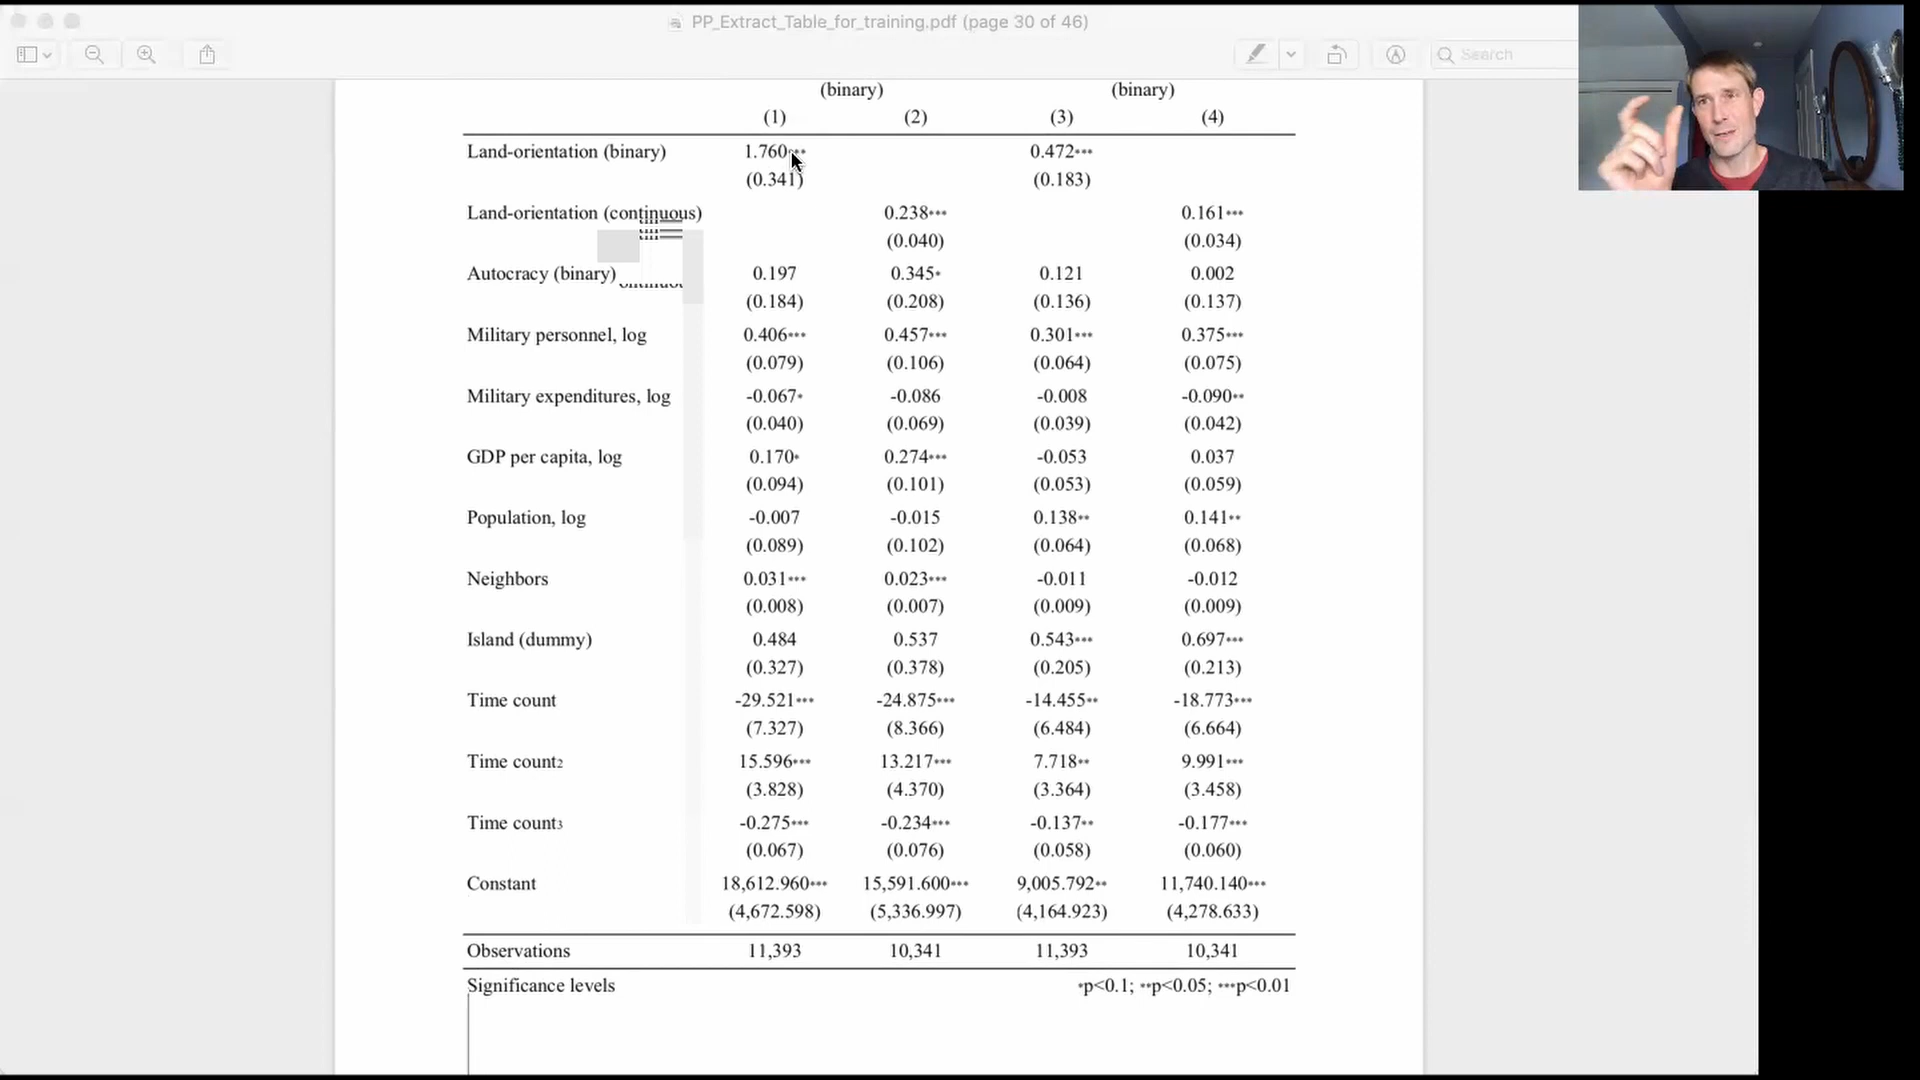 PP_Extract_Table_for_training.pdf (page 30 of 46)
Search
(binary) (binary)
(1) (2) (3) (4)
Land-orientation (binary) 1.760*** 0.472***
(0.341) (0.183)
Land-orientation (continuous) 0.238*** 0.161***
(0.040) (0.034)
Autocracy (binary) 0.197 0.345* 0.121 0.002
(0.184) (0.208) (0.136) (0.137)
Military personnel, log 0.406*** 0.457*** 0.301*** 0.375***
(0.079) (0.106) (0.064) (0.075)
Military expenditures, log -0.067* -0.086 -0.008 -0.090**
(0.040) (0.069) (0.039) (0.042)
GDP per capita, log 0.170* 0.274*** -0.053 0.037
(0.094) (0.101) (0.053) (0.059)
Population, log -0.007 -0.015 0.138** 0.141**
(0.089) (0.102) (0.064) (0.068)
Neighbors 0.031*** 0.023*** -0.011 -0.012
(0.008) (0.007) (0.009) (0.009)
Island (dummy) 0.484 0.537 0.543*** 0.697***
(0.327) (0.378) (0.205) (0.213)
Time count -29.521*** -24.875*** -14.455** -18.773***
(7.327) (8.366) (6.484) (6.664)
Time count2 15.596*** 13.217*** 7.718** 9.991***
(3.828) (4.370) (3.364) (3.458)
Time count3 -0.275*** -0.234*** -0.137** -0.177***
(0.067) (0.076) (0.058) (0.060)
Constant 18,612.960*** 15,591.600*** 9,005.792** 11,740.140***
(4,672.598) (5,336.997) (4,164.923) (4,278.633)
Observations 11,393 10,341 11,393 10,341
Significance levels *p<0.1; **p<0.05; ***p<0.01